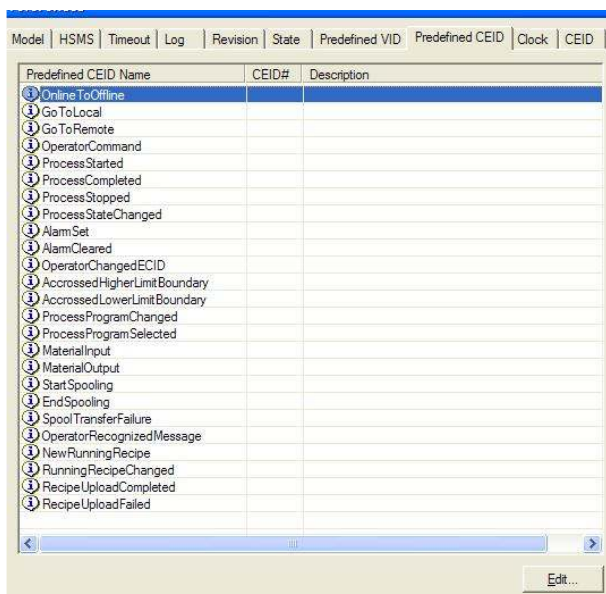 Model HSMS Timeout Log Revision State Predefined VID Predefined CEID Clock CEID
Predefined CEID Name CEID# Description
OnlineToOffline
GoToLocal
GoToRemote
OperatorCommand
ProcessStarted
ProcessCompleted
ProcessStopped
ProcessStateChanged
AlarmSet
AlarmCleared
OperatorChangedECID
AccrossedHigherLimitBoundary
AccrossedLowerLimitBoundary
ProcessProgramChanged
ProcessProgramSelected
MaterialInput
MaterialOutput
StartSpooling
EndSpooling
SpoolTransferFailure
OperatorRecognizedMessage
NewRunningRecipe
RunningRecipeChanged
RecipeUploadCompleted
RecipeUploadFailed
Edit...